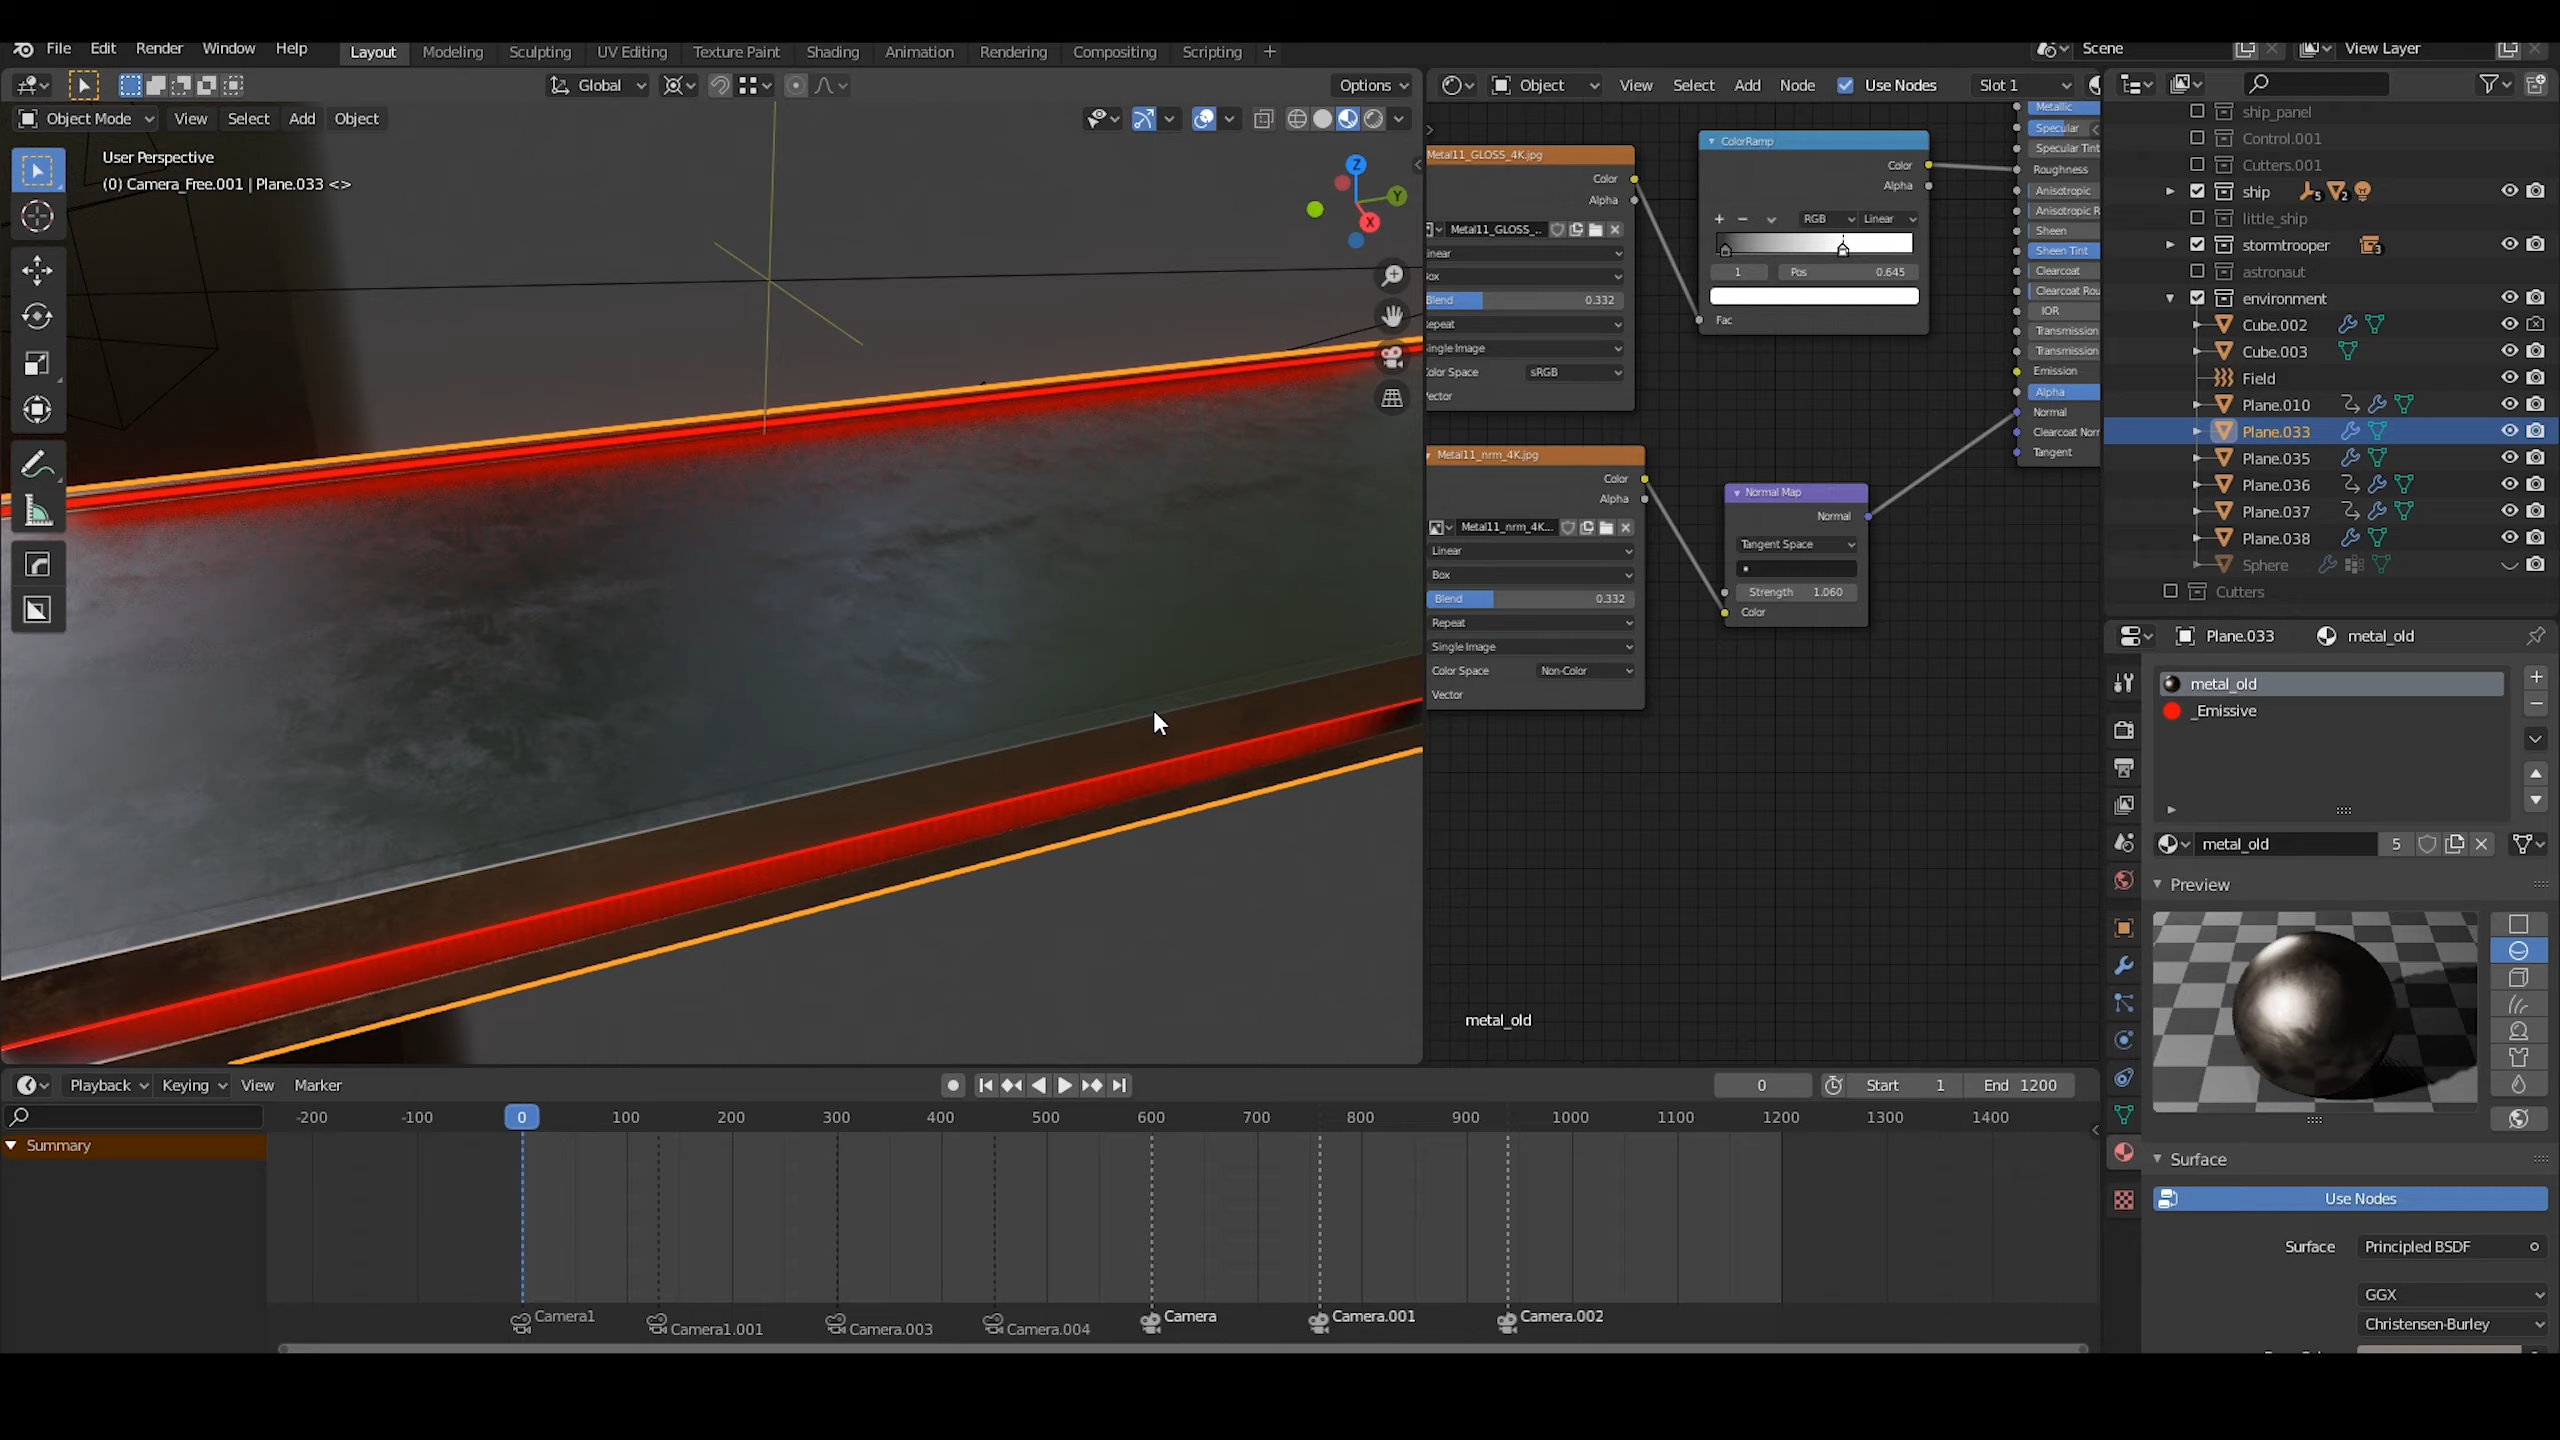 File Edit Render Window Help
Layout Modeling Sculpting UV Editing Texture Paint Shading Animation Rendering Compositing Scripting +
Scene
View Layer
Global
Options
Object
View Select Add Node
Use Nodes
Slot 1
Object Mode View Select Add Object
User Perspective
(0) Camera_Free.001 | Plane.033 <>
Z
Y
X
Metal11_GLOSS_4K.jpg
Color
Alpha
Metal11_GLOSS_..
Blend 0.332
Single Image
sRGB
ColorRamp
Color
Alpha
RGB Linear
1 Pos 0.645
Fac
Metal11_nrm_4K.jpg
Color
Alpha
Metal11_nrm_4K...
Linear
Box
Blend 0.332
Repeat
Single Image
Color Space Non-Color
Vector
Normal Map
Normal
Tangent Space
Strength 1.060
Color
Metallic
Specular
Specular Tint
Roughness
Anisotropic
Anisotropic R
Sheen
Sheen Tint
Clearcoat
Clearcoat Rou
IOR
Transmission
Transmission
Emission
Alpha
Normal
Clearcoat Norr
Tangent
metal_old
ship_panel
Control.001
Cutters.001
ship 5 2
little_ship
stormtrooper 3
astronaut
environment
Cube.002
Cube.003
Field
Plane.010
Plane.033
Plane.035
Plane.036
Plane.037
Plane.038
Sphere
Cutters
Plane.033 metal_old
metal_old
_Emissive
metal_old 5
Preview
Surface
Use Nodes
Surface Principled BSDF
GGX
Christensen-Burley
Playback Keying View Marker
0 Start 1 End 1200
-200 -100 0 100 200 300 400 500 600 700 800 900 1000 1100 1200 1300 1400
Summary
Camera1
Camera1.001
Camera.003
Camera.004
Camera
Camera.001
Camera.002